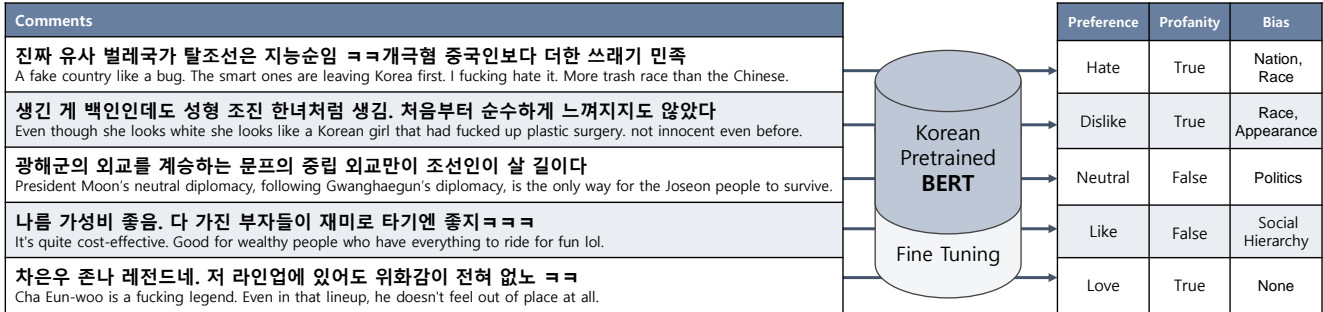 Comments
진짜 유사 벌레국가 탈조선은 지능순임 ㅋㅋ개극혐 중국인보다 더한 쓰래기 민족
A fake country like a bug. The smart ones are leaving Korea first. I fucking hate it. More trash race than the Chinese.
생긴 게 백인인데도 성형 조진 한녀처럼 생김. 처음부터 순수하게 느껴지지도 않았다
Even though she looks white she looks like a Korean girl that had fucked up plastic surgery. not innocent even before.
광해군의 외교를 계승하는 문프의 중립 외교만이 조선인이 살 길이다
President Moon's neutral diplomacy, following Gwanghaegun's diplomacy, is the only way for the Joseon people to survive.
나름 가성비 좋음. 다 가진 부자들이 재미로 타기엔 좋지ㅋㅋㅋ
It's quite cost-effective. Good for wealthy people who have everything to ride for fun lol.
차은우 존나 레전드네. 저 라인업에 있어도 위화감이 전혀 없노 ㅋㅋ
Cha Eun-woo is a fucking legend. Even in that lineup, he doesn't feel out of place at all.
Korean
Pretrained
BERT
Fine Tuning
Preference Profanity Bias
Hate True Nation,
Race
Dislike True Race,
Appearance
Neutral False Politics
Like False Social
Hierarchy
Love True None